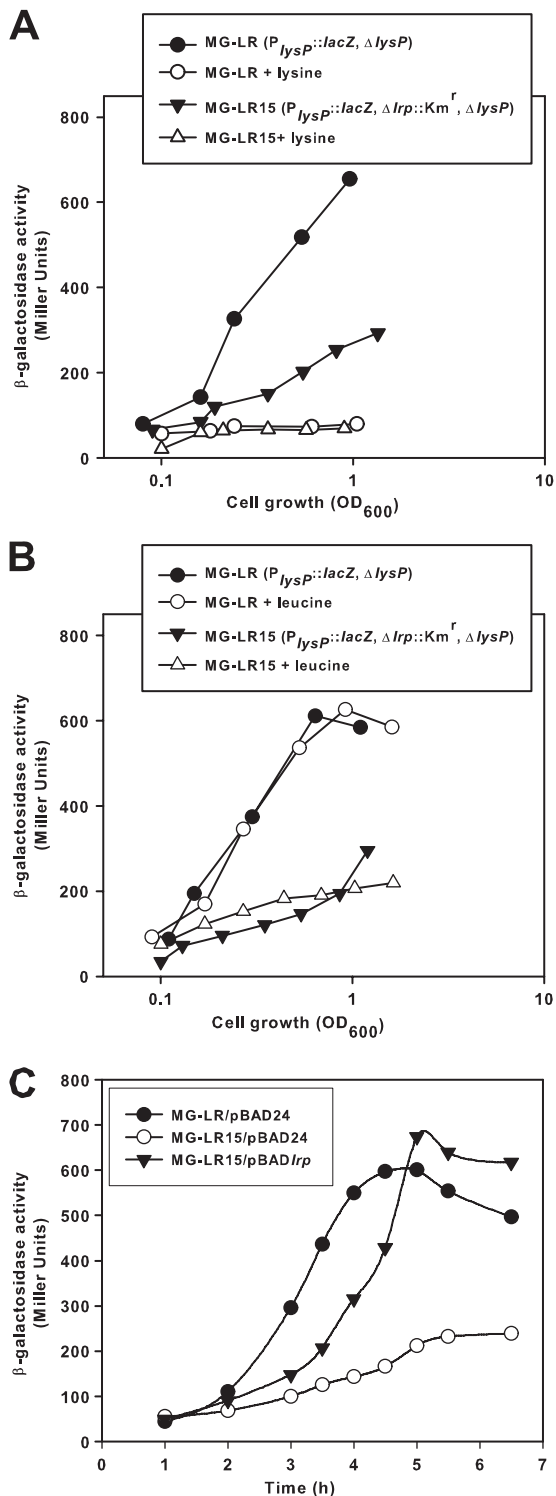 A
MG-LR (PlysP::lacZ, ΔlysP)
MG-LR + lysine
MG-LR15 (PlysP::lacZ, Δlrp::Kmr, ΔlysP)
MG-LR15+ lysine
β-galactosidase activity
(Miller Units)
800
600
400
200
0
0.1
1
10
Cell growth (OD600)
B
MG-LR (PlysP::lacZ, ΔlysP)
MG-LR + leucine
MG-LR15 (PlysP::lacZ, Δlrp::Kmr, ΔlysP)
MG-LR15 + leucine
β-galactosidase activity
(Miller Units)
800
600
400
200
0
0.1
1
10
Cell growth (OD600)
C
MG-LR/pBAD24
MG-LR15/pBAD24
MG-LR15/pBADlrp
β-galactosidase activity
(Miller Units)
800
700
600
500
400
300
200
100
0
0 1 2 3 4 5 6 7
Time (h)